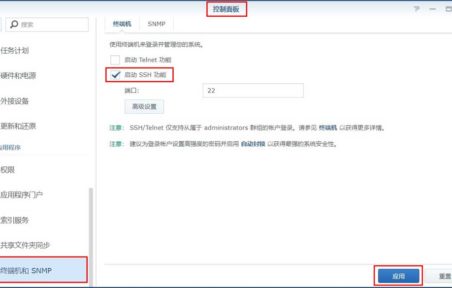 控制面板
搜索
终端机 SNMP
任务计划
使用终端机来登录并管理您的系统。
启动 Telnet 功能
硬件和电源
启动 SSH 功能
外接设备
端口: 22
高级设置
更新和还原
注意: SSH/Telnet 仅支持从属于 administrators 群组的帐户登录。请参见 终端机 以获得更多详情。
应用程序
注意: 建议为登录帐户设置高强度的密码并启用 自动封锁 以获得最强的系统安全性。
权限
应用程序门户
索引服务
共享文件夹同步
终端机和 SNMP
应用 重置